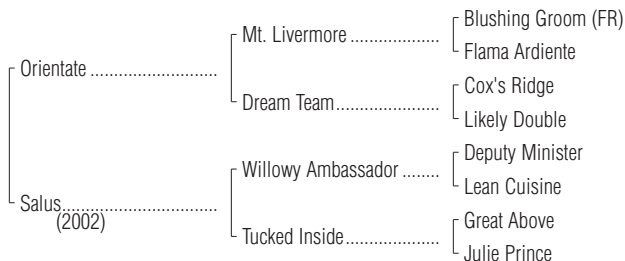 Blushing Groom (FR)
Mt. Livermore ....................
Flama Ardiente
Orientate ............................
Cox's Ridge
Dream Team.......................
Likely Double
Deputy Minister
Willowy Ambassador ........
Lean Cuisine
Salus..................................
(2002)
Great Above
Tucked Inside.....................
Julie Prince